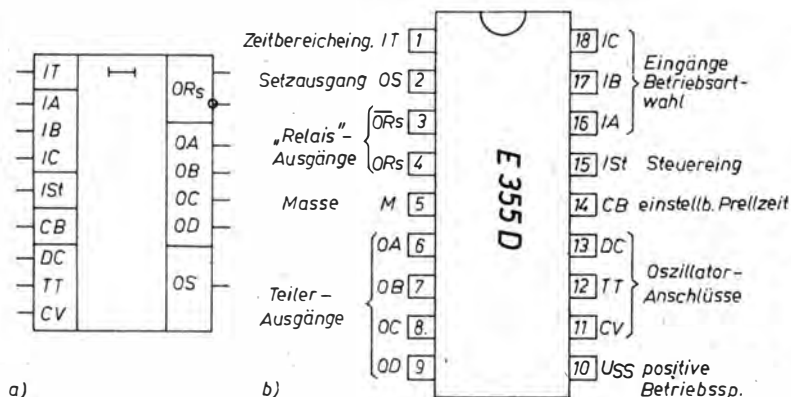 IT
IA
IB
IC
ISt
CB
DC
TT
CV
ORs
OA
OB
OC
OD
OS
a)
Zeitbereicheing. IT 1
Setzausgang OS 2
„Relais"-
Ausgänge
O̅R̅s 3
ORs 4
Masse M 5
Teiler-
Ausgänge
OA 6
OB 7
OC 8.
OD 9
b)
E 355 D
18 IC
17 IB
16 IA
Eingänge
Betriebsart-
wahl
15 ISt Steuereing
14 CB einstellb. Prellzeit
13 DC
12 TT
11 CV
Oszillator-
Anschlüsse
10 USS positive
Betriebssp.